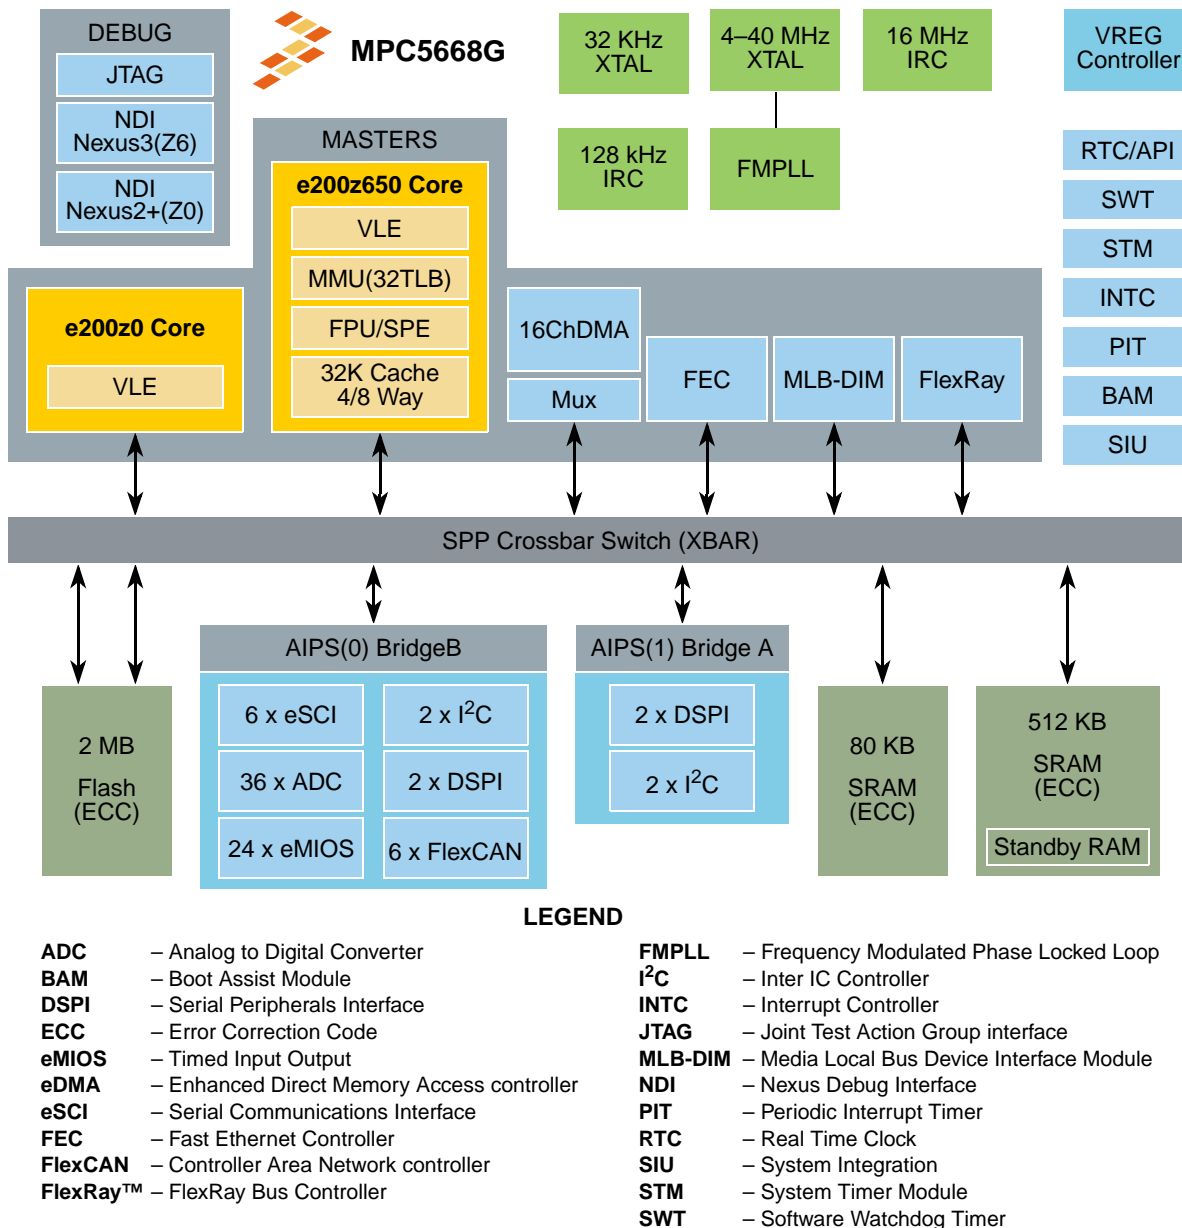 DEBUG
JTAG
NDI
Nexus3(Z6)
NDI
Nexus2+(Z0)
MPC5668G
32 KHz
XTAL
4–40 MHz
XTAL
16 MHz
IRC
VREG
Controller
128 kHz
IRC
FMPLL
RTC/API
SWT
STM
INTC
PIT
BAM
SIU
MASTERS
e200z650 Core
VLE
MMU(32TLB)
FPU/SPE
32K Cache
4/8 Way
e200z0 Core
VLE
16ChDMA
Mux
FEC
MLB-DIM
FlexRay
SPP Crossbar Switch (XBAR)
AIPS(0) BridgeB
AIPS(1) Bridge A
2 MB
Flash
(ECC)
6 x eSCI
2 x I²C
36 x ADC
2 x DSPI
24 x eMIOS
6 x FlexCAN
2 x DSPI
2 x I²C
80 KB
SRAM
(ECC)
512 KB
SRAM
(ECC)
Standby RAM
LEGEND
ADC – Analog to Digital Converter
BAM – Boot Assist Module
DSPI – Serial Peripherals Interface
ECC – Error Correction Code
eMIOS – Timed Input Output
eDMA – Enhanced Direct Memory Access controller
eSCI – Serial Communications Interface
FEC – Fast Ethernet Controller
FlexCAN – Controller Area Network controller
FlexRay™ – FlexRay Bus Controller
FMPLL – Frequency Modulated Phase Locked Loop
I²C – Inter IC Controller
INTC – Interrupt Controller
JTAG – Joint Test Action Group interface
MLB-DIM – Media Local Bus Device Interface Module
NDI – Nexus Debug Interface
PIT – Periodic Interrupt Timer
RTC – Real Time Clock
SIU – System Integration
STM – System Timer Module
SWT – Software Watchdog Timer